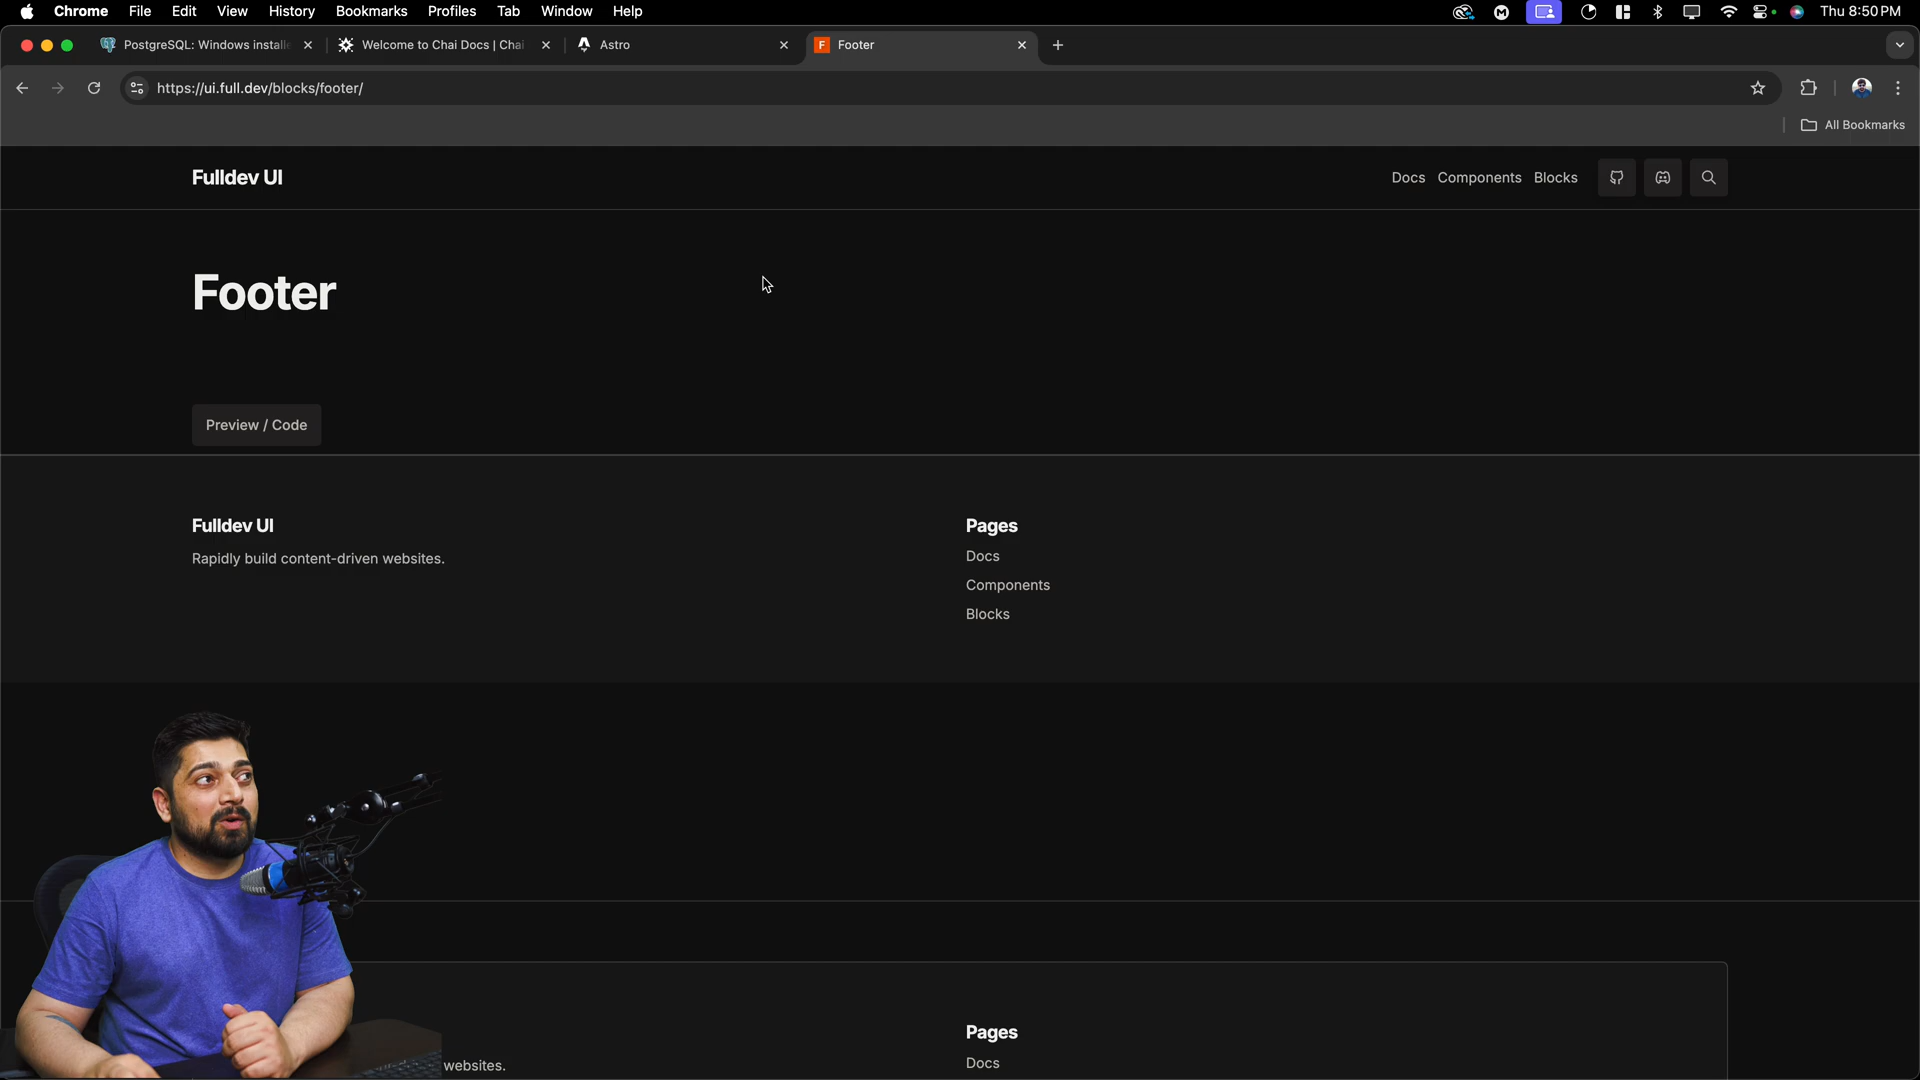 Chrome File Edit View History Bookmarks Profiles Tab Window Help Thu 8:50 PM
PostgreSQL: Windows install Welcome to Chai Docs | Chai Astro F Footer
https://ui.full.dev/blocks/footer/
All Bookmarks
Fulldev UI Docs Components Blocks
Footer
Preview / Code
Fulldev UI Pages
Rapidly build content-driven websites. Docs
Components
Blocks
Pages
websites. Docs